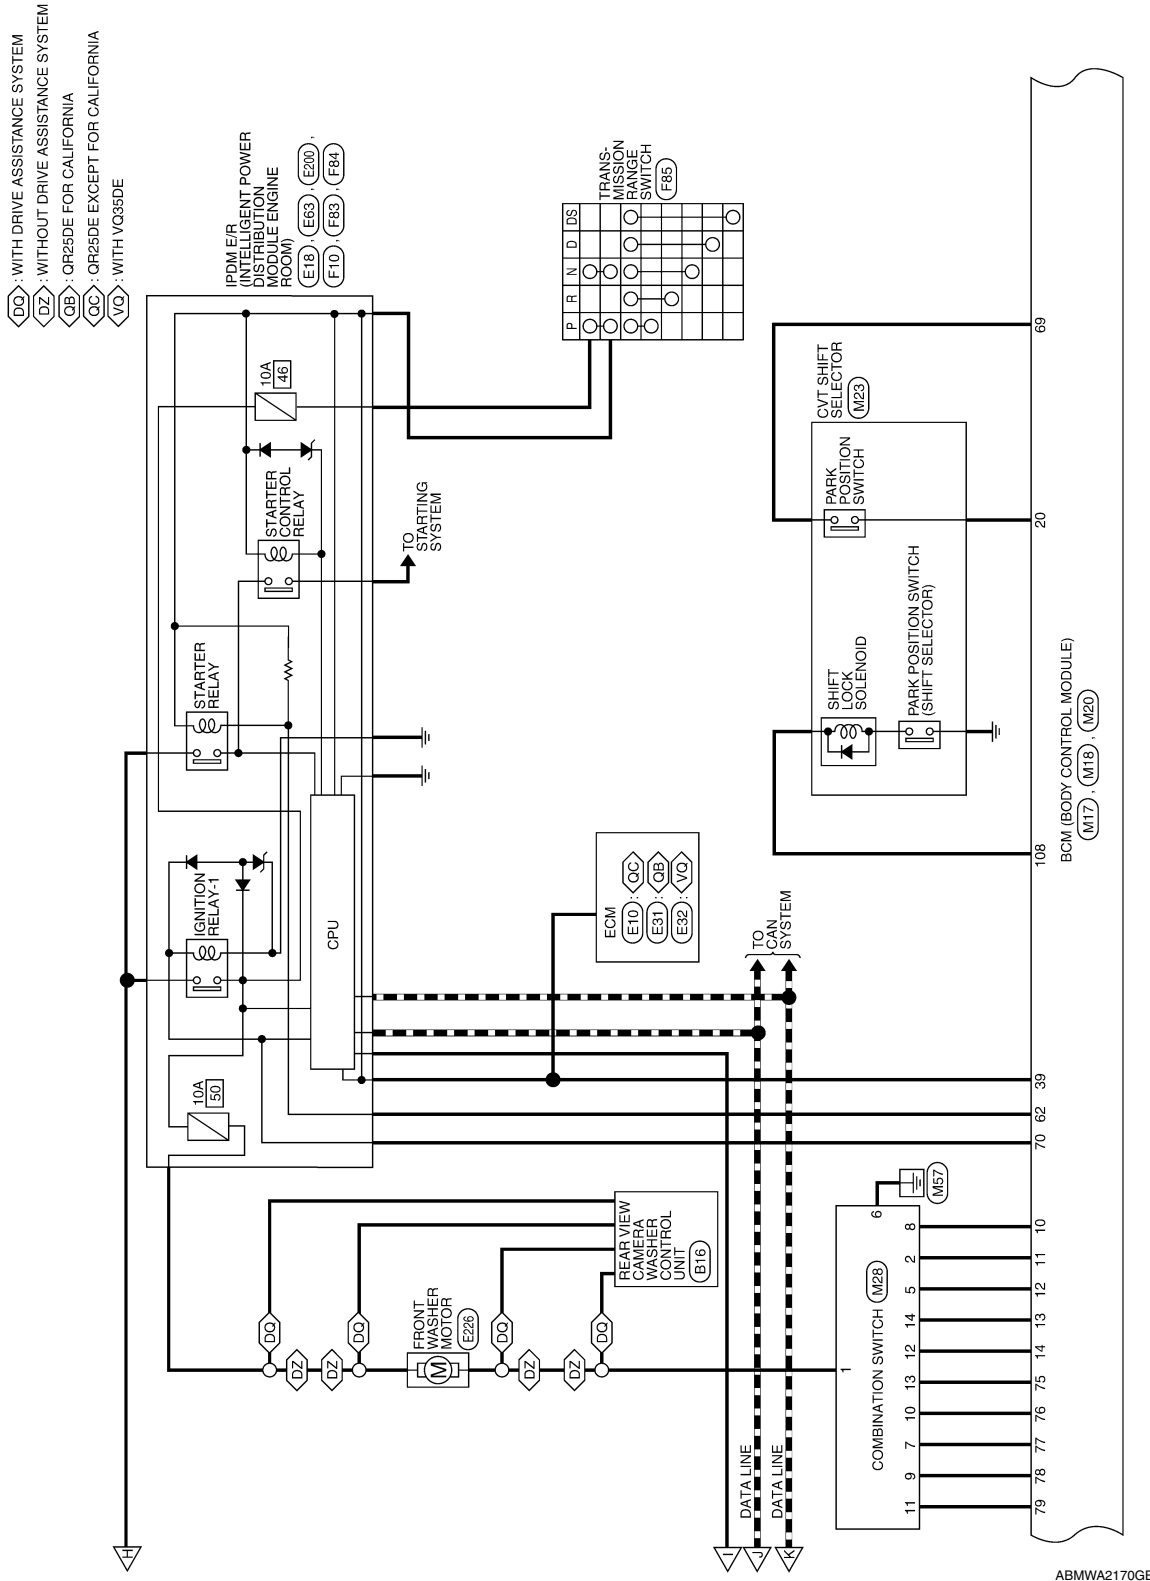 DQ : WITH DRIVE ASSISTANCE SYSTEM
DZ : WITHOUT DRIVE ASSISTANCE SYSTEM
QB : QR25DE FOR CALIFORNIA
QC : QR25DE EXCEPT FOR CALIFORNIA
VQ : WITH VQ35DE
IPDM E/R
(INTELLIGENT POWER
DISTRIBUTION
MODULE ENGINE
ROOM)
E18 , E63 , E200 ,
F10 , F83 , F84
10A
50
IGNITION
RELAY-1
STARTER
RELAY
STARTER
CONTROL
RELAY
10A
46
CPU
TO
STARTING
SYSTEM
TRANS-
MISSION
RANGE
SWITCH
F85
P R N D DS
H
REAR VIEW
CAMERA
WASHER
CONTROL
UNIT
B16
DQ
DQ
DQ
DQ
DZ
DZ
DZ
DZ
FRONT
WASHER
MOTOR
E226
M
ECM
E10 : QC
E31 : QB
E32 : VQ
TO
CAN
SYSTEM
I
DATA LINE
J
DATA LINE
K
CVT SHIFT
SELECTOR
M23
SHIFT
LOCK
SOLENOID
PARK POSITION SWITCH
(SHIFT SELECTOR)
PARK
POSITION
SWITCH
1
6
M57
COMBINATION SWITCH M28
11 9 7 10 13 12 14 5 2 8
79 78 77 76 75 14 13 12 11 10 70 62 39 108 20 69
BCM (BODY CONTROL MODULE)
M17 , M18 , M20
ABMWA2170GB